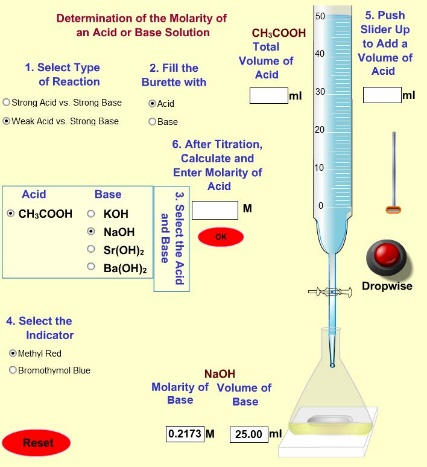 Determination of the Molarity of
an Acid or Base Solution
1. Select Type
of Reaction
Strong Acid vs. Strong Base
Weak Acid vs. Strong Base
2. Fill the
Burette with
Acid
Base
CH₃COOH
Total
Volume of
Acid
ml
50
40
30
20
10
0
5. Push
Slider Up
to Add a
Volume of
Acid
ml
6. After Titration,
Calculate and
Enter Molarity of
Acid
M
OK
Acid
CH₃COOH
Base
KOH
NaOH
Sr(OH)₂
Ba(OH)₂
3. Select the Acid
and Base
Dropwise
4. Select the
Indicator
Methyl Red
Bromothymol Blue
NaOH
Molarity of Volume of
Base Base
0.2173 M 25.00 ml
Reset